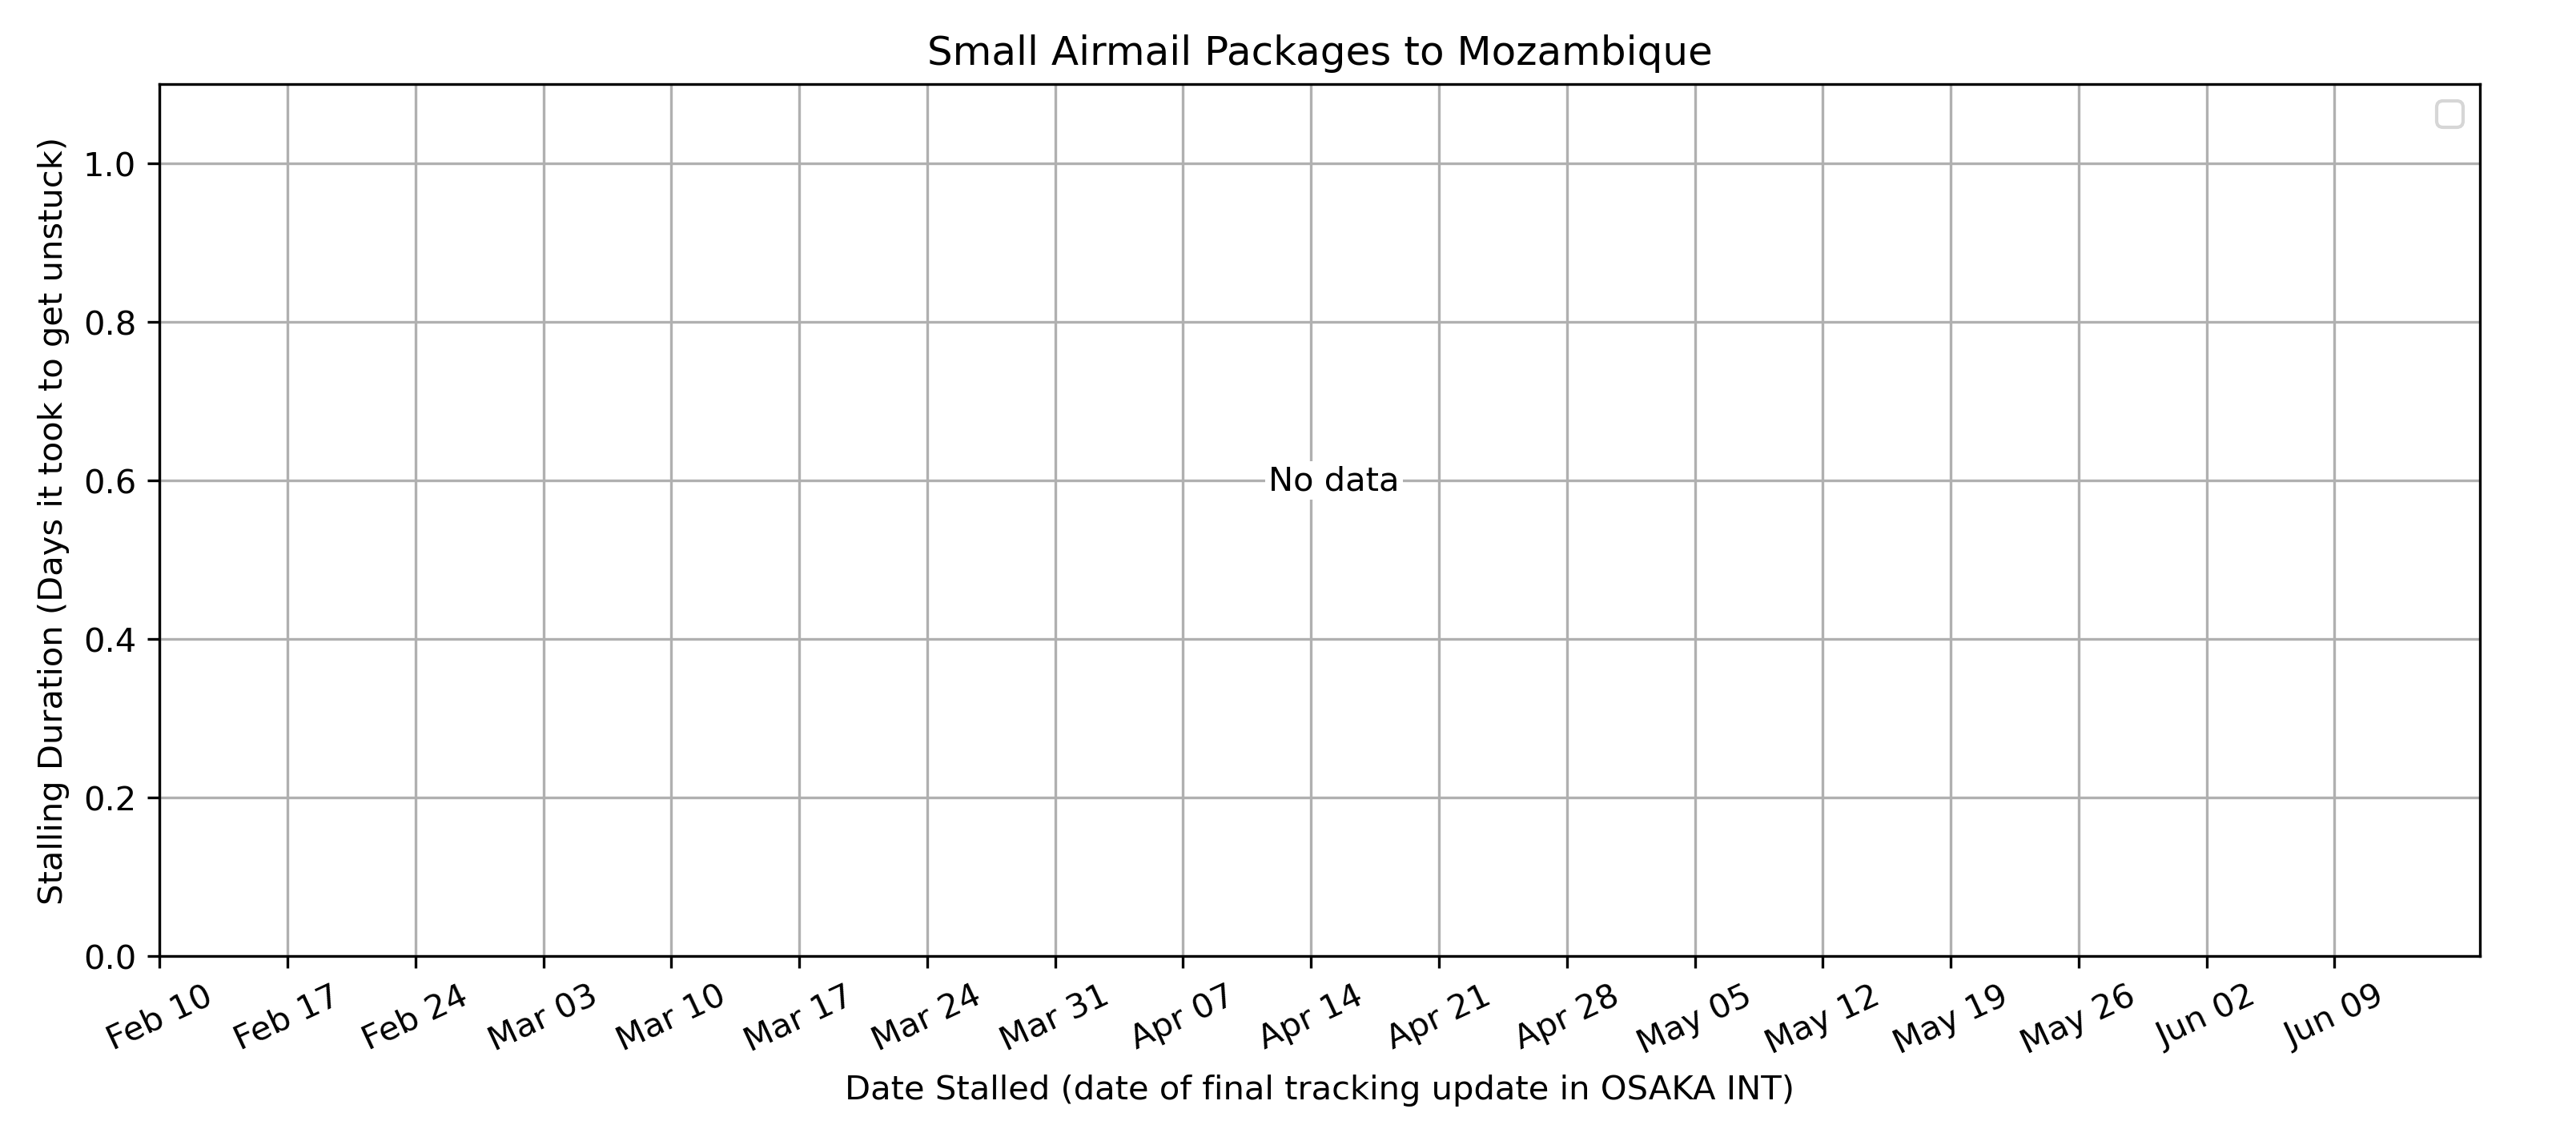 Small Airmail Packages to Mozambique
Stalling Duration (Days it took to get unstuck)
1.0
0.8
0.6
0.4
0.2
0.0
No data
Feb 10
Feb 17
Feb 24
Mar 03
Mar 10
Mar 17
Mar 24
Mar 31
Apr 07
Apr 14
Apr 21
Apr 28
May 05
May 12
May 19
May 26
Jun 02
Jun 09
Date Stalled (date of final tracking update in OSAKA INT)